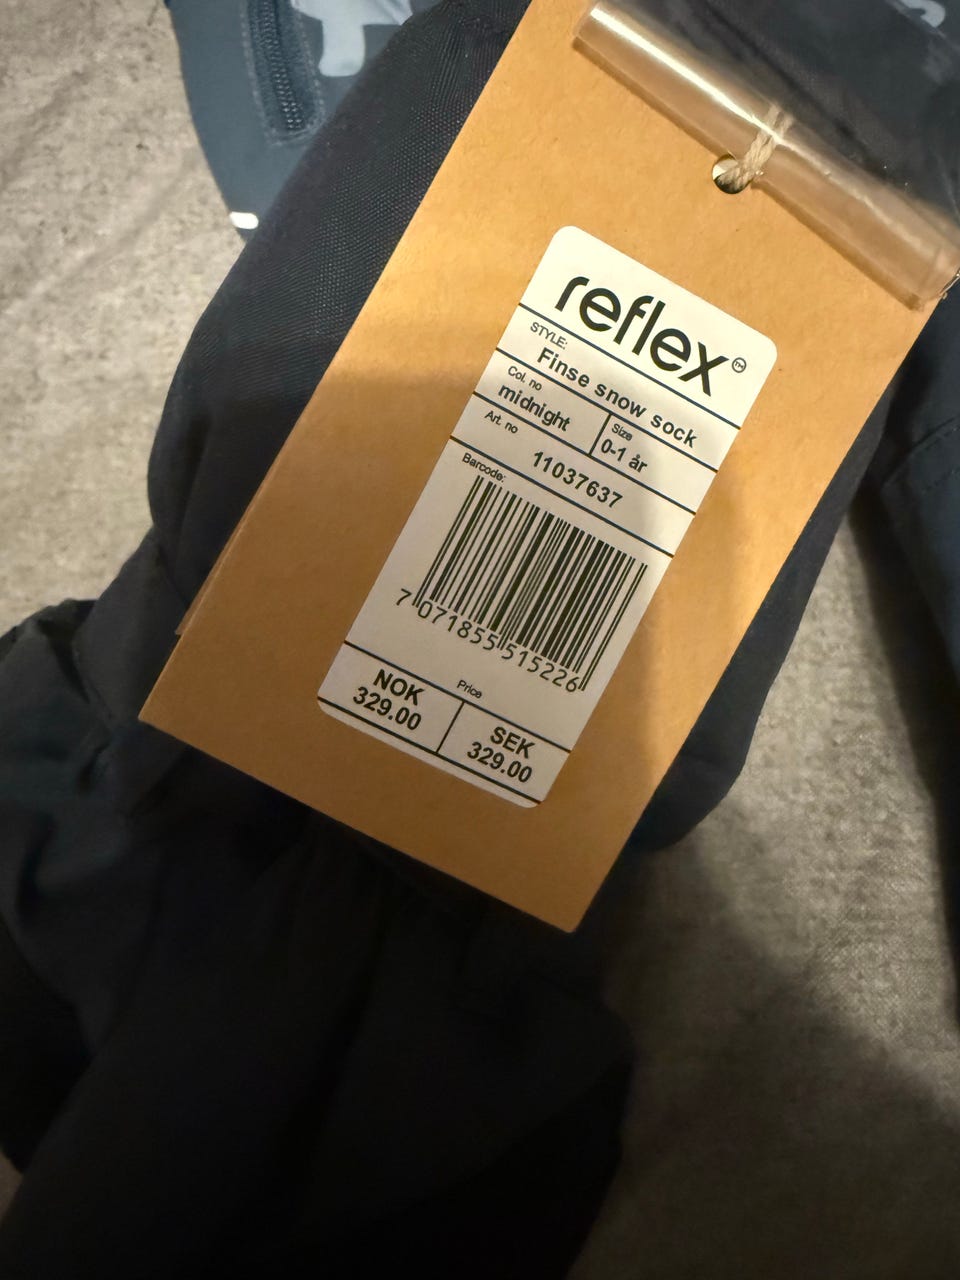 reflex™
STYLE:
Finse snow sock
Col. no
midnight
Size
0-1 år
Art. no
11037637
Barcode:
7 071855 515226
Price
NOK
329.00
SEK
329.00